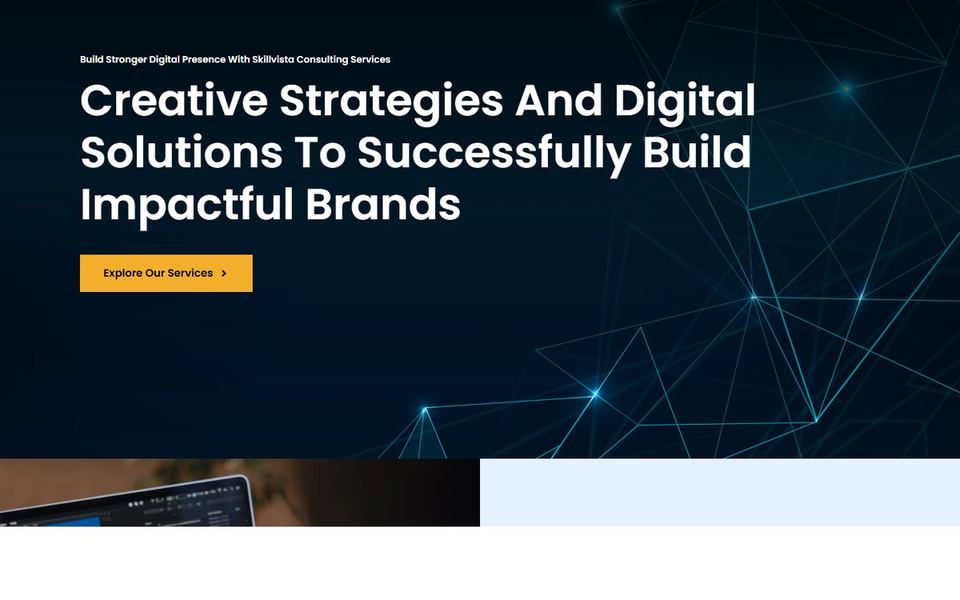 Build Stronger Digital Presence With Skillvista Consulting Services
Creative Strategies And Digital
Solutions To Successfully Build
Impactful Brands
Explore Our Services